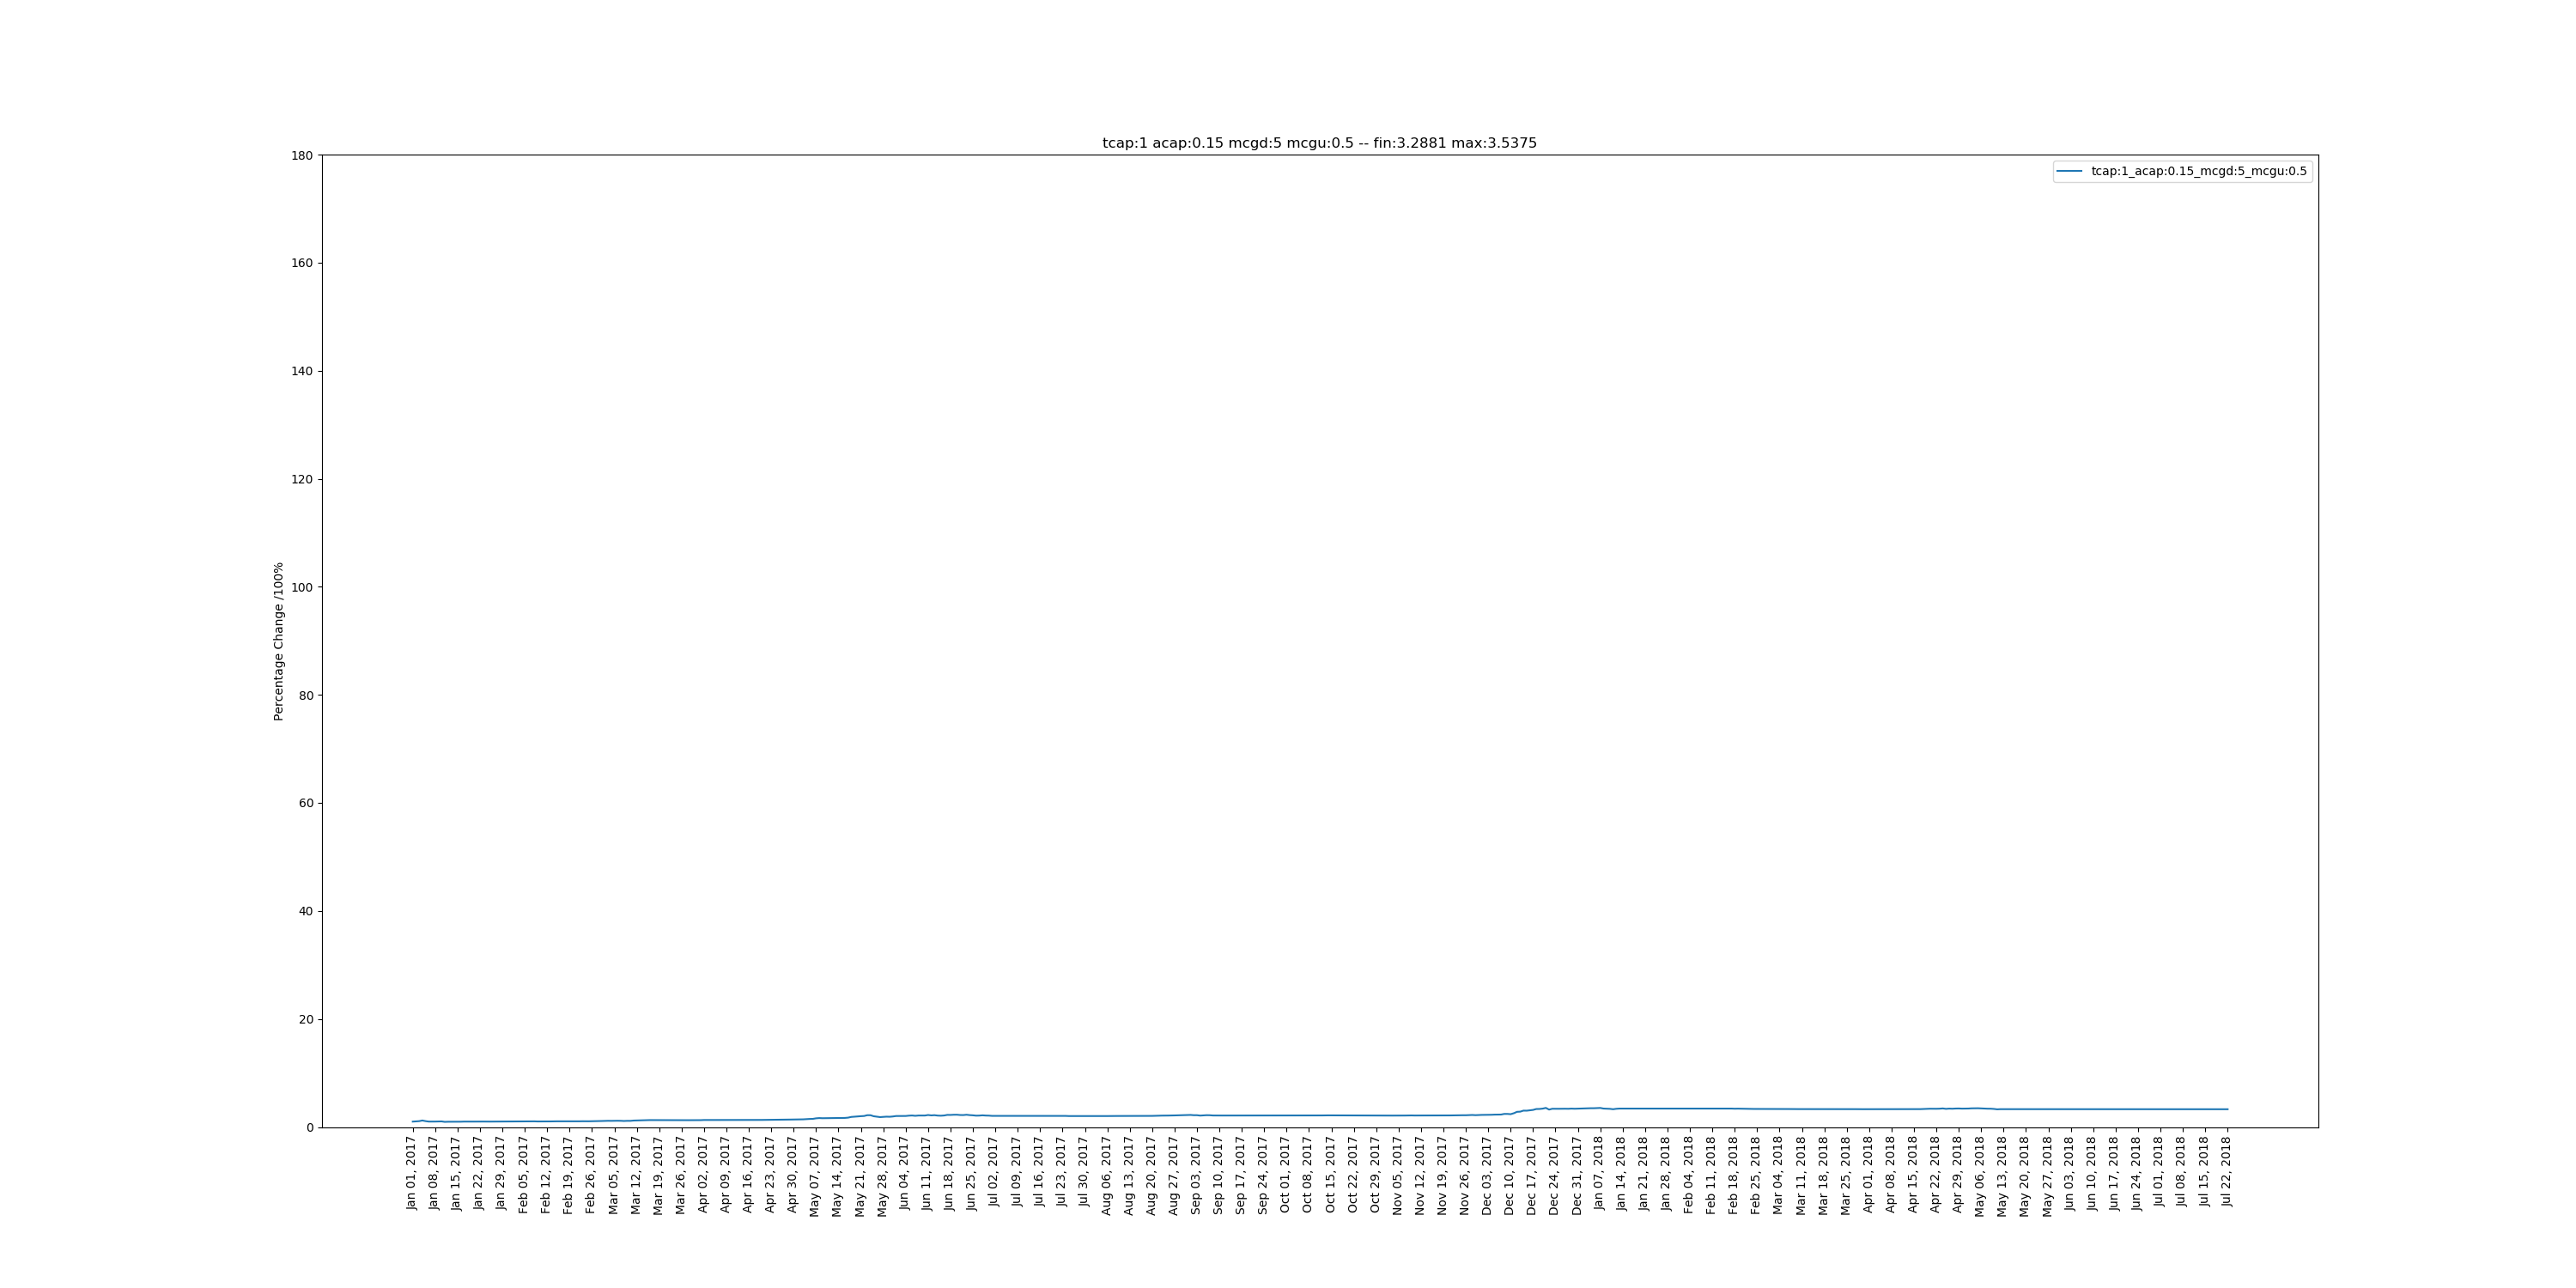 tcap:1 acap:0.15 mcgd:5 mcgu:0.5 -- fin:3.2881 max:3.5375
tcap:1_acap:0.15_mcgd:5_mcgu:0.5
Percentage Change /100%
180
160
140
120
100
80
60
40
20
0
Jan 01, 2017
Jan 08, 2017
Jan 15, 2017
Jan 22, 2017
Jan 29, 2017
Feb 05, 2017
Feb 12, 2017
Feb 19, 2017
Feb 26, 2017
Mar 05, 2017
Mar 12, 2017
Mar 19, 2017
Mar 26, 2017
Apr 02, 2017
Apr 09, 2017
Apr 16, 2017
Apr 23, 2017
Apr 30, 2017
May 07, 2017
May 14, 2017
May 21, 2017
May 28, 2017
Jun 04, 2017
Jun 11, 2017
Jun 18, 2017
Jun 25, 2017
Jul 02, 2017
Jul 09, 2017
Jul 16, 2017
Jul 23, 2017
Jul 30, 2017
Aug 06, 2017
Aug 13, 2017
Aug 20, 2017
Aug 27, 2017
Sep 03, 2017
Sep 10, 2017
Sep 17, 2017
Sep 24, 2017
Oct 01, 2017
Oct 08, 2017
Oct 15, 2017
Oct 22, 2017
Oct 29, 2017
Nov 05, 2017
Nov 12, 2017
Nov 19, 2017
Nov 26, 2017
Dec 03, 2017
Dec 10, 2017
Dec 17, 2017
Dec 24, 2017
Dec 31, 2017
Jan 07, 2018
Jan 14, 2018
Jan 21, 2018
Jan 28, 2018
Feb 04, 2018
Feb 11, 2018
Feb 18, 2018
Feb 25, 2018
Mar 04, 2018
Mar 11, 2018
Mar 18, 2018
Mar 25, 2018
Apr 01, 2018
Apr 08, 2018
Apr 15, 2018
Apr 22, 2018
Apr 29, 2018
May 06, 2018
May 13, 2018
May 20, 2018
May 27, 2018
Jun 03, 2018
Jun 10, 2018
Jun 17, 2018
Jun 24, 2018
Jul 01, 2018
Jul 08, 2018
Jul 15, 2018
Jul 22, 2018